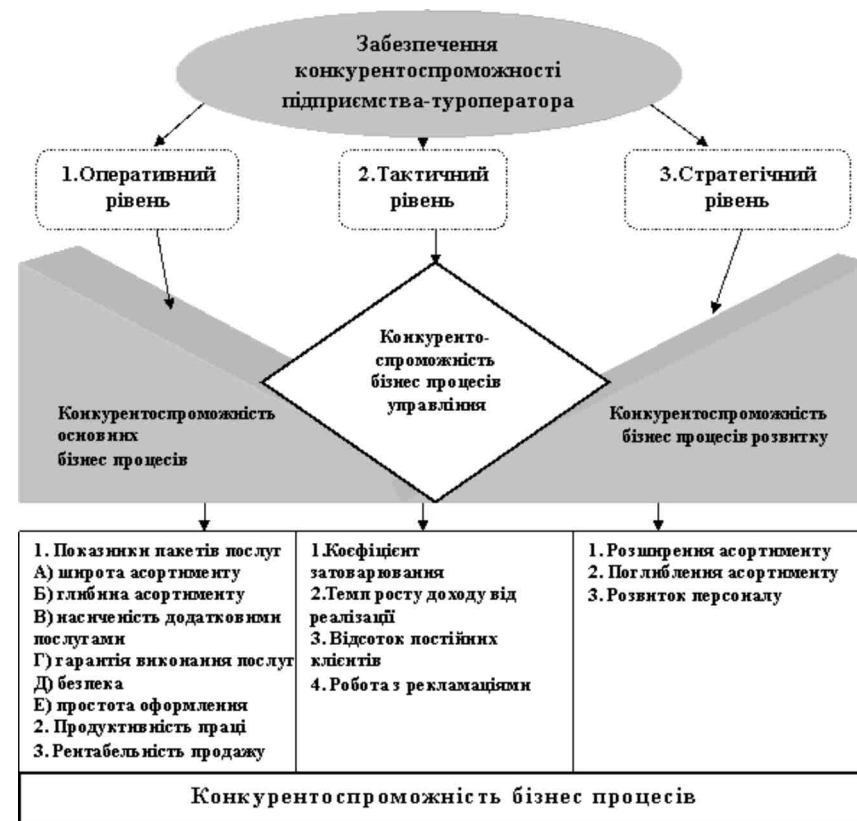 Забезпечення
конкурентоспроможності
підприємства-туроператора
1.Оперативний
рівень
2.Тактичний
рівень
3.Стратегічний
рівень
Конкурентоспроможність
основних
бізнес процесів
Конкуренто-
спроможність
бізнес процесів
управління
Конкурентоспроможність
бізнес процесів розвитку
1. Показники пакетів послуг
А) широта асортименту
Б) глибина асортименту
В) насиченість додатковими
послугами
Г) гарантія виконання послуг
Д) безпека
Е) простота оформлення
2. Продуктивність праці
3. Рентабельність продажу
1.Коєфіцієнт
затоварювання
2.Темп росту доходу від
реалізації
3. Відсоток постійних
клієнтів
4. Робота з рекламаціями
1. Розширення асортименту
2. Поглиблення асортименту
3. Розвиток персоналу
Конкурентоспроможність бізнес процесів